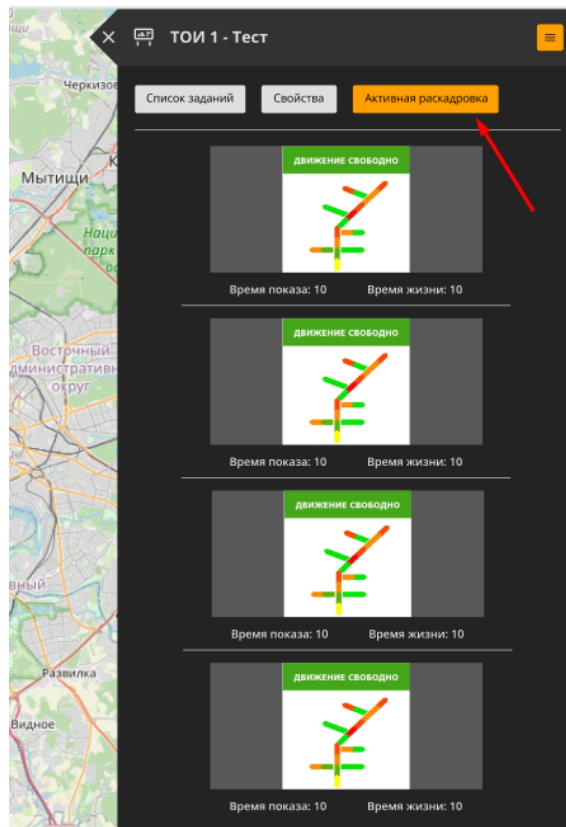 ТОИ 1 - Тест
Список заданий
Свойства
Активная раскадровка
ДВИЖЕНИЕ СВОБОДНО
Время показа: 10 Время жизни: 10
ДВИЖЕНИЕ СВОБОДНО
Время показа: 10 Время жизни: 10
ДВИЖЕНИЕ СВОБОДНО
Время показа: 10 Время жизни: 10
ДВИЖЕНИЕ СВОБОДНО
Время показа: 10 Время жизни: 10
Черкизов
Мытищи
Наци
парк
Восточный
дминистративн
округ
вный
Развилка
Видное